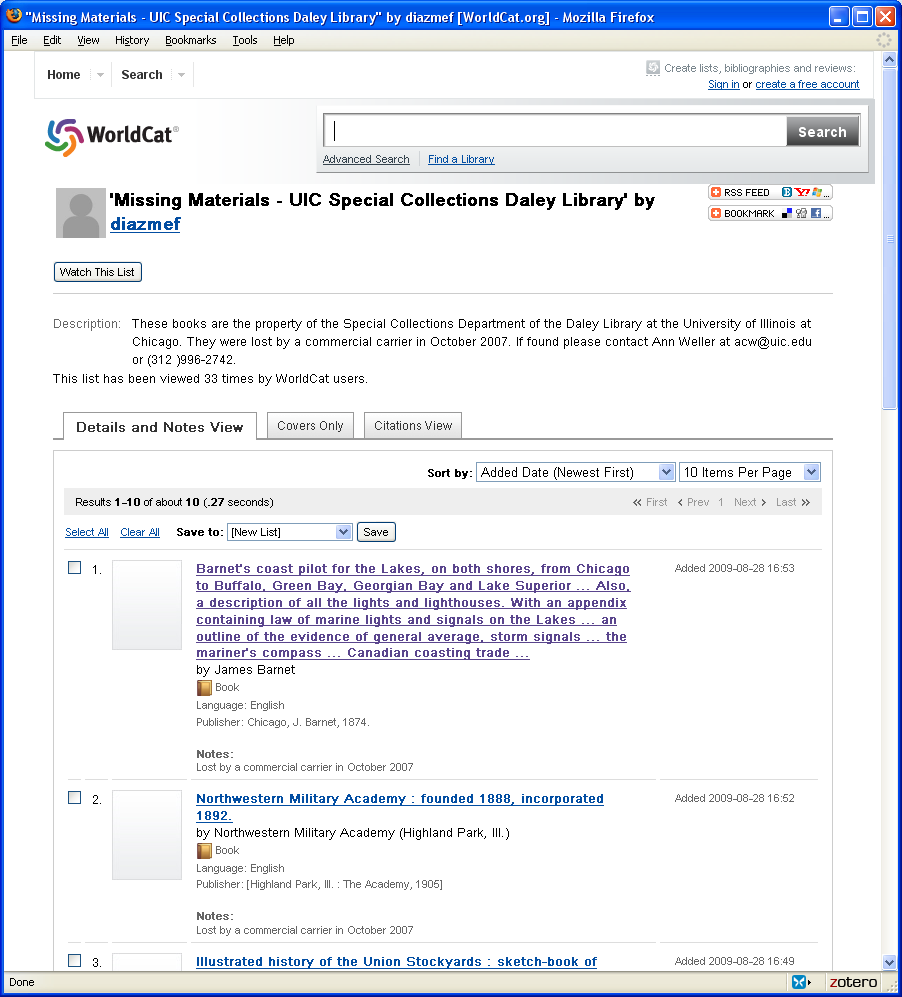 "Missing Materials - UIC Special Collections Daley Library" by diazmef [WorldCat.org] - Mozilla Firefox
File Edit View History Bookmarks Tools Help
Home Search
Create lists, bibliographies and reviews:
Sign in or create a free account
WorldCat®
Search
Advanced Search Find a Library
'Missing Materials - UIC Special Collections Daley Library' by
diazmef
RSS FEED
BOOKMARK
Watch This List
Description: These books are the property of the Special Collections Department of the Daley Library at the University of Illinois at
Chicago. They were lost by a commercial carrier in October 2007. If found please contact Ann Weller at acw@uic.edu
or (312 )996-2742.
This list has been viewed 33 times by WorldCat users.
Details and Notes View Covers Only Citations View
Sort by: Added Date (Newest First) 10 Items Per Page
Results 1-10 of about 10 (.27 seconds) First Prev 1 Next Last
Select All Clear All Save to: [New List] Save
1. Barnet's coast pilot for the Lakes, on both shores, from Chicago Added 2009-08-28 16:53
to Buffalo, Green Bay, Georgian Bay and Lake Superior ... Also,
a description of all the lights and lighthouses. With an appendix
containing law of marine lights and signals on the Lakes ... an
outline of the evidence of general average, storm signals ... the
mariner's compass ... Canadian coasting trade ...
by James Barnet
Book
Language: English
Publisher: Chicago, J. Barnet, 1874.
Notes:
Lost by a commercial carrier in October 2007
2. Northwestern Military Academy : founded 1888, incorporated Added 2009-08-28 16:52
1892.
by Northwestern Military Academy (Highland Park, Ill.)
Book
Language: English
Publisher: [Highland Park, Ill. : The Academy, 1905]
Notes:
Lost by a commercial carrier in October 2007
3. Illustrated history of the Union Stockyards : sketch-book of Added 2009-08-28 16:49
Done zotero